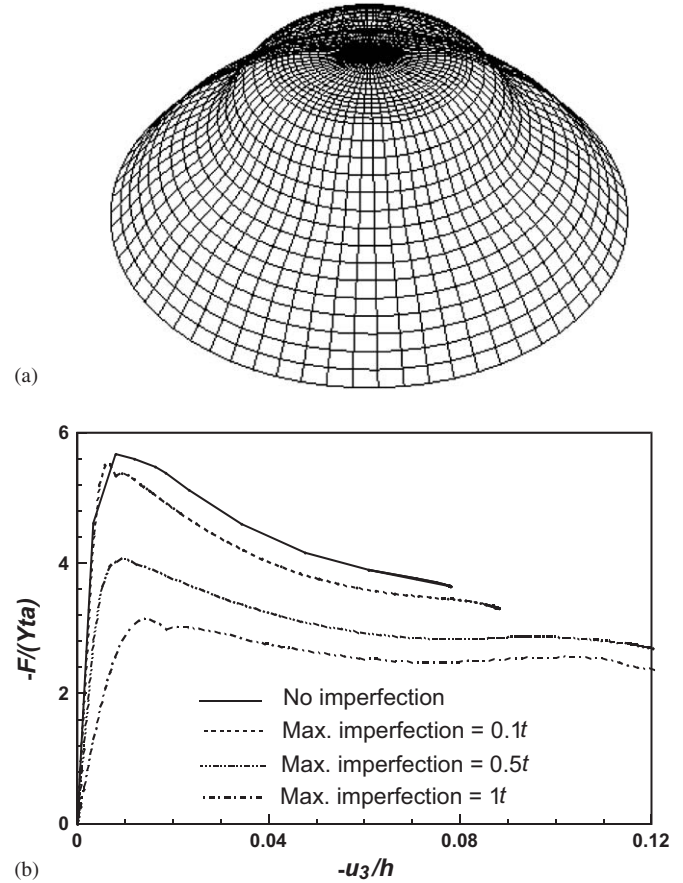 (a)
6
4
2
0
-F/(Yta)
No imperfection
Max. imperfection = 0.1t
Max. imperfection = 0.5t
Max. imperfection = 1t
0 0.04 0.08 0.12
-u3/h
(b)